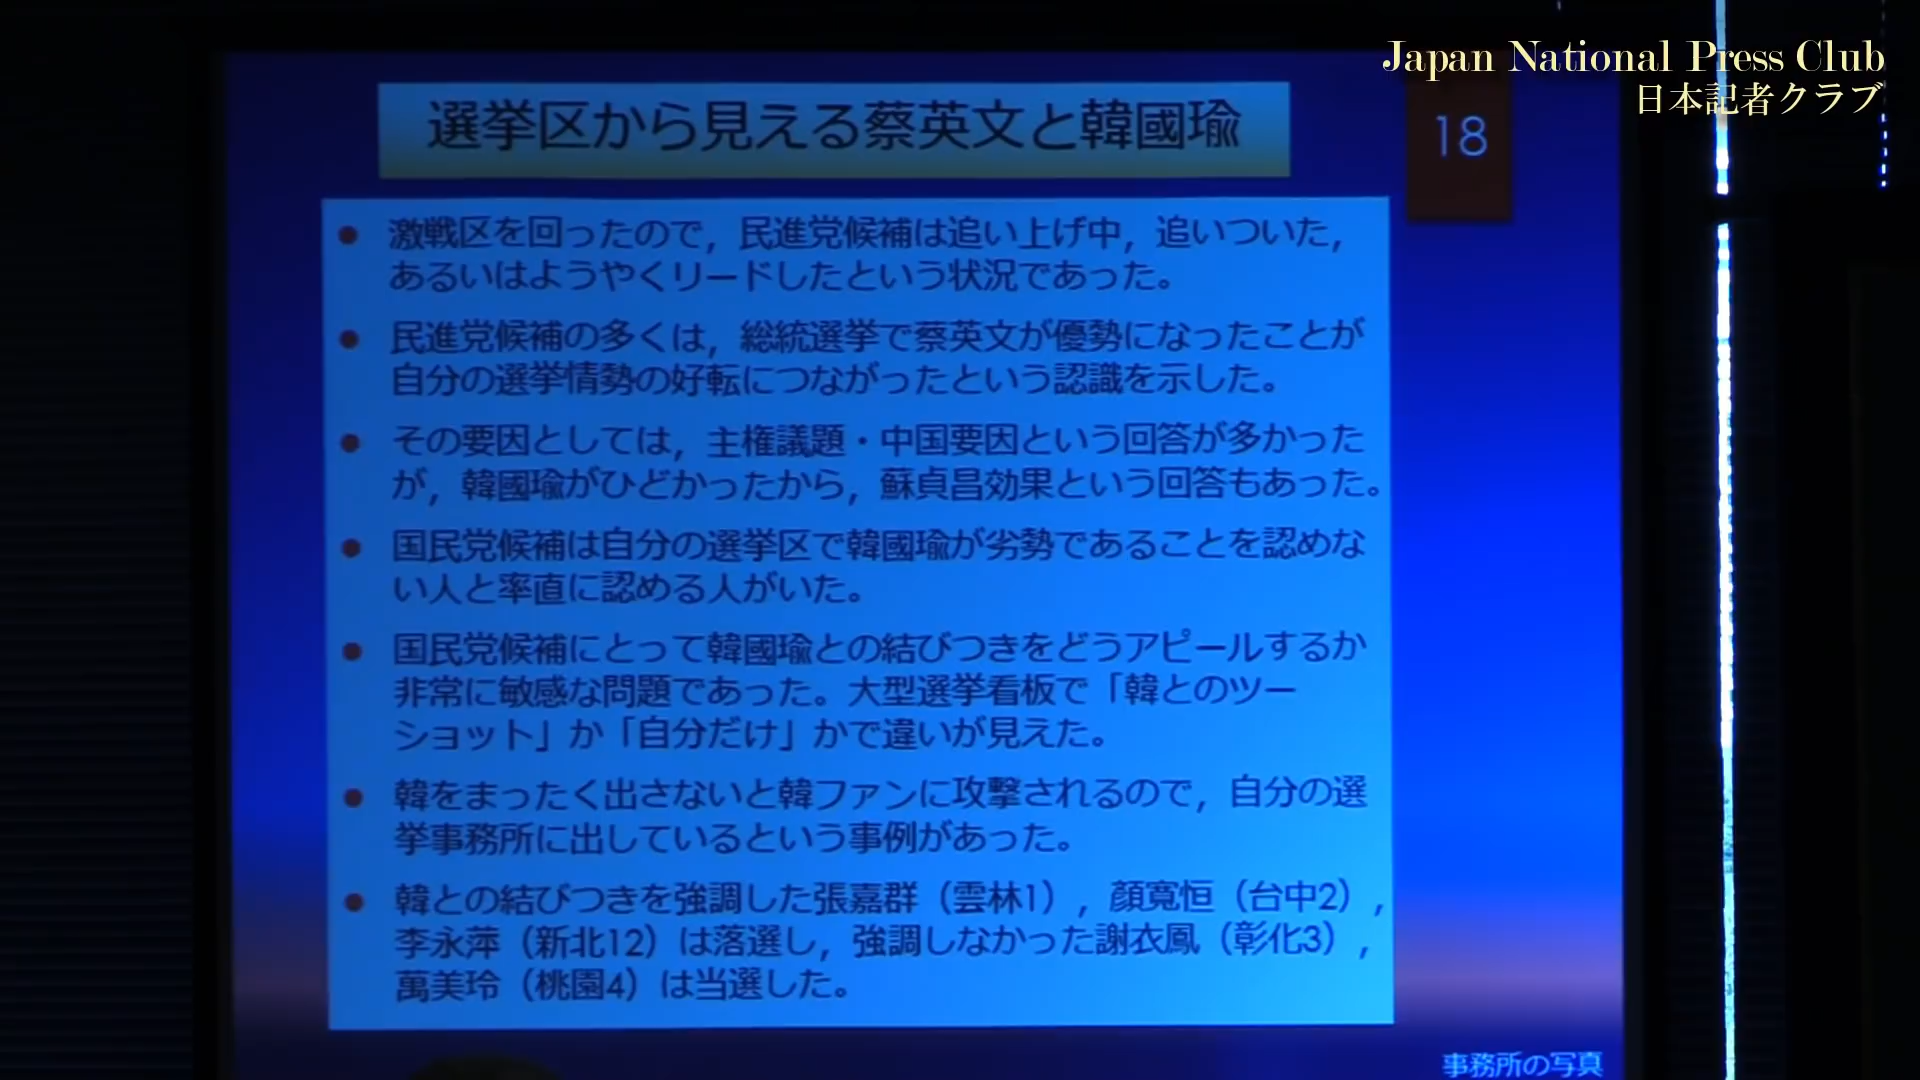 Japan National Press Club
日本記者クラブ
選挙区から見える蔡英文と韓國瑜
18
● 激戦区を回ったので，民進党候補は追い上げ中，追いついた，
あるいはようやくリードしたという状況であった。
● 民進党候補の多くは，総統選挙で蔡英文が優勢になったことが
自分の選挙情勢の好転につながったという認識を示した。
● その要因としては，主権議題・中国要因という回答が多かった
が，韓國瑜がひどかったから，蘇貞昌効果という回答もあった。
● 国民党候補は自分の選挙区で韓國瑜が劣勢であることを認めな
い人と率直に認める人がいた。
● 国民党候補にとって韓國瑜との結びつきをどうアピールするか
非常に敏感な問題であった。大型選挙看板で「韓とのツー
ショット」か「自分だけ」かで違いが見えた。
● 韓をまったく出さないと韓ファンに攻撃されるので，自分の選
挙事務所に出しているという事例があった。
● 韓との結びつきを強調した張嘉群（雲林1），顔寛恒（台中2），
李永萍（新北12）は落選し，強調しなかった謝衣鳳（彰化3），
萬美玲（桃園4）は当選した。
事務所の写真